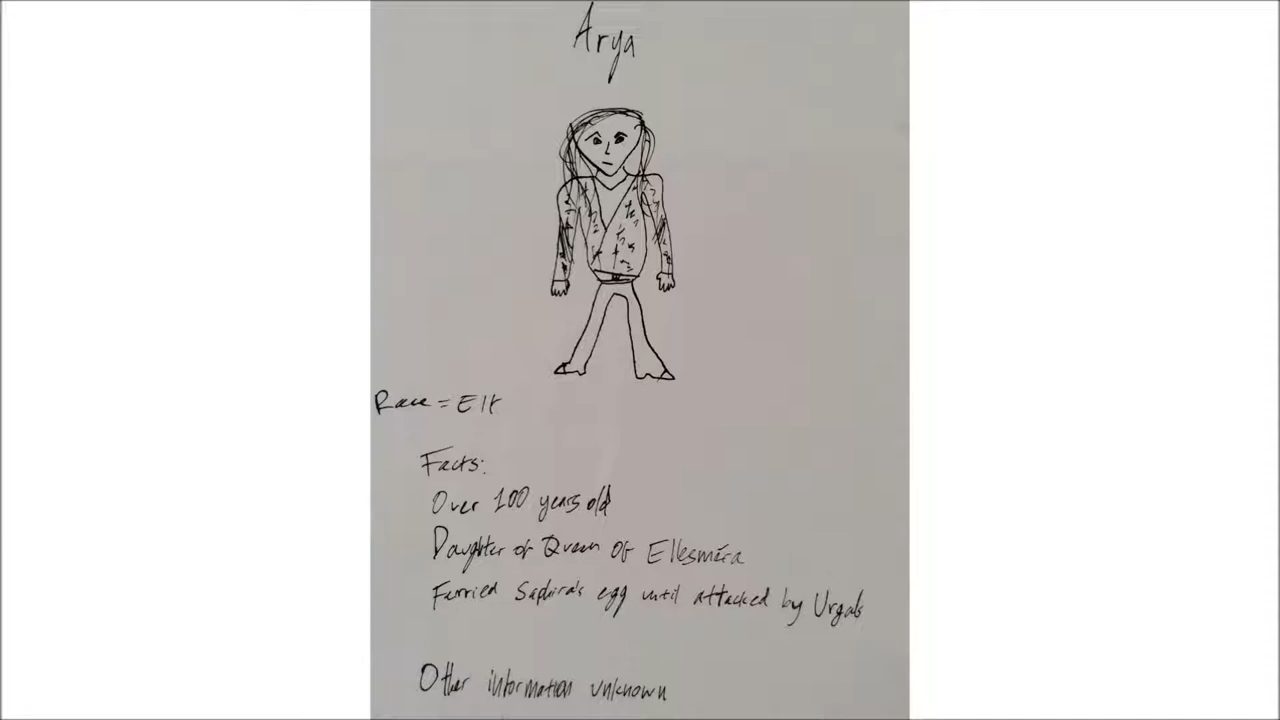 Arya
Race = Elf
Facts:
Over 100 years old
Daughter of Queen of Ellesméra
Ferried Saphira's egg until attacked by Urgals
Other information unknown